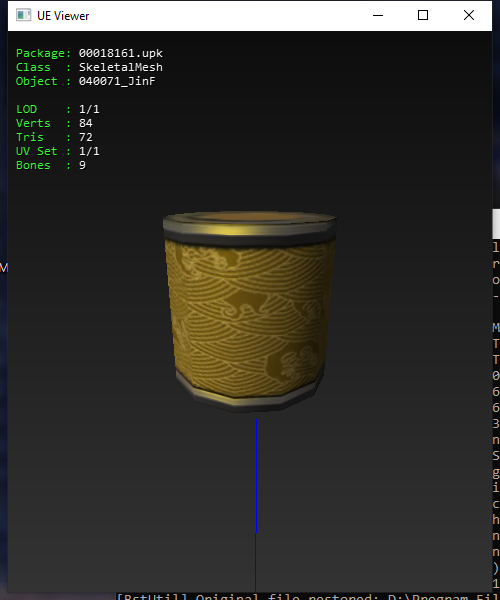 UE Viewer
Package: 00018161.upk
Class  : SkeletalMesh
Object : 040071_JinF
LOD    : 1/1
Verts  : 84
Tris   : 72
UV Set : 1/1
Bones  : 9
[BstUtil] Original file restored: D:\Program Fil